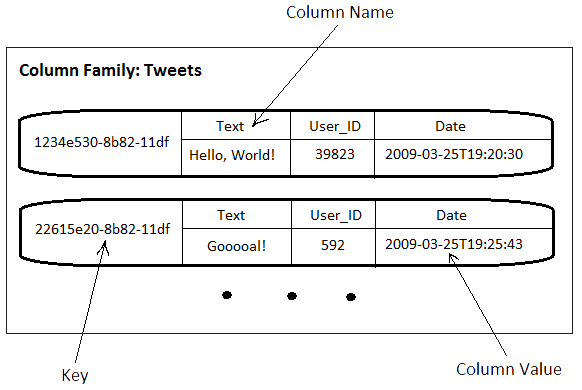 Column Name
Column Family: Tweets
1234e530-8b82-11df
Text User_ID Date
Hello, World! 39823 2009-03-25T19:20:30
22615e20-8b82-11df
Text User_ID Date
Gooooal! 592 2009-03-25T19:25:43
Key
Column Value